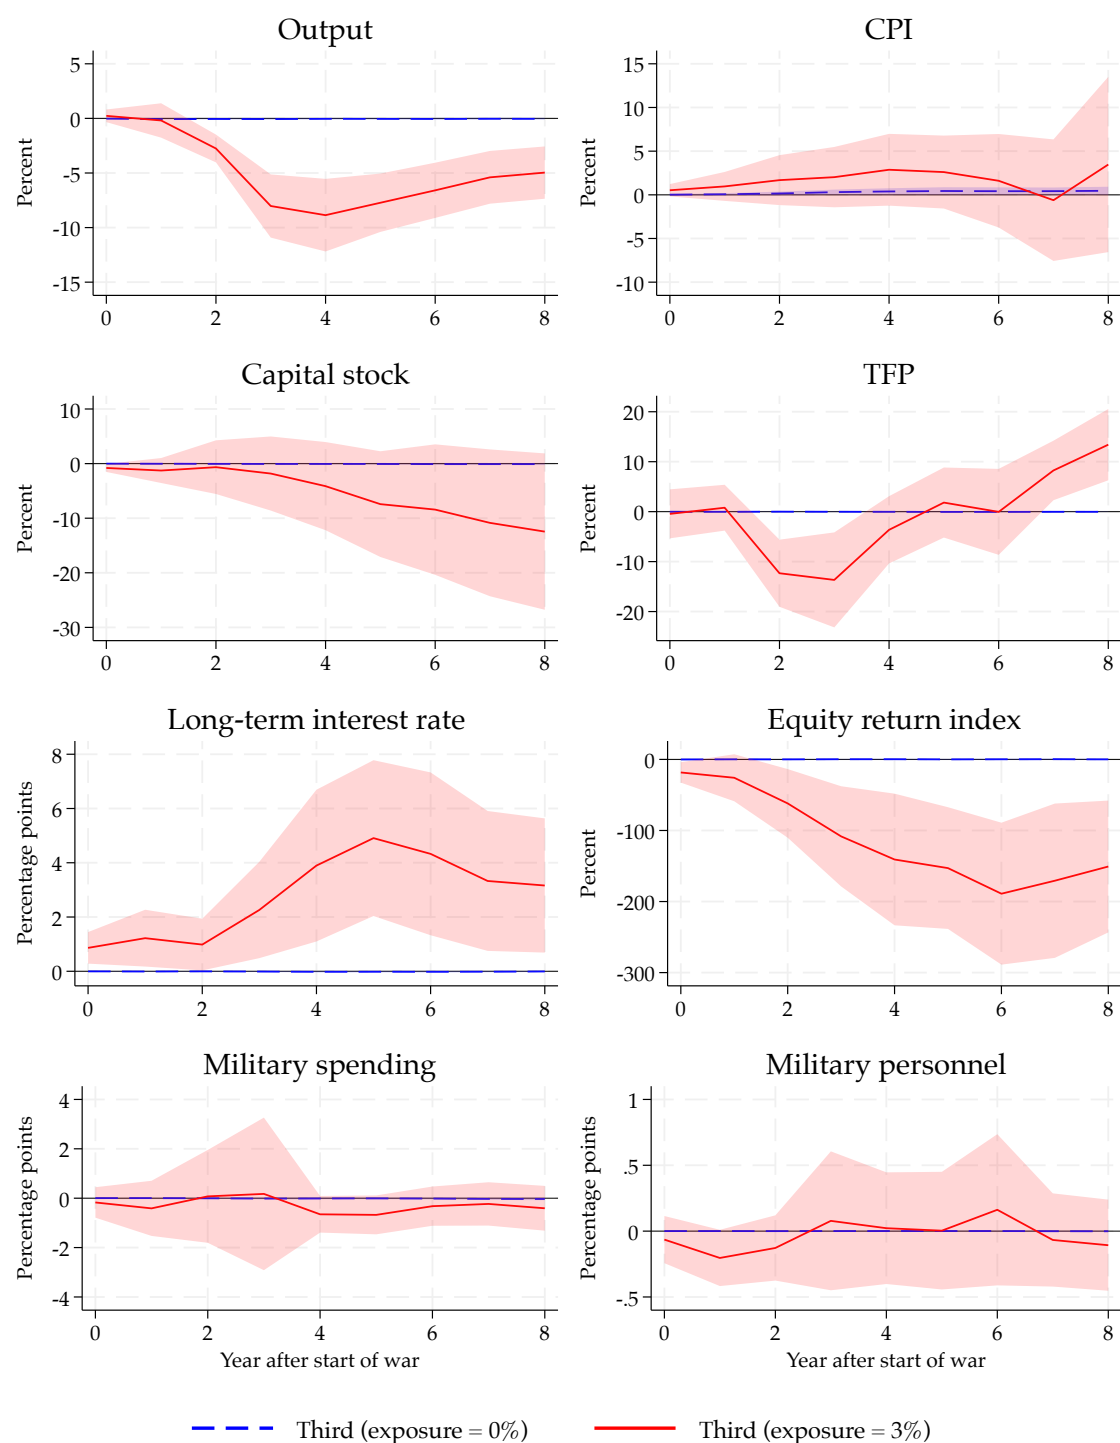 Output
Percent
5
0
-5
-10
-15
0 2 4 6 8
CPI
Percent
15
10
5
0
-5
-10
0 2 4 6 8
Capital stock
Percent
10
0
-10
-20
-30
0 2 4 6 8
TFP
Percent
20
10
0
-10
-20
0 2 4 6 8
Long-term interest rate
Percentage points
8
6
4
2
0
0 2 4 6 8
Equity return index
Percent
0
-100
-200
-300
0 2 4 6 8
Military spending
Percentage points
4
2
0
-2
-4
0 2 4 6 8
Year after start of war
Military personnel
Percentage points
1
.5
0
-.5
0 2 4 6 8
Year after start of war
Third (exposure = 0%) Third (exposure = 3%)